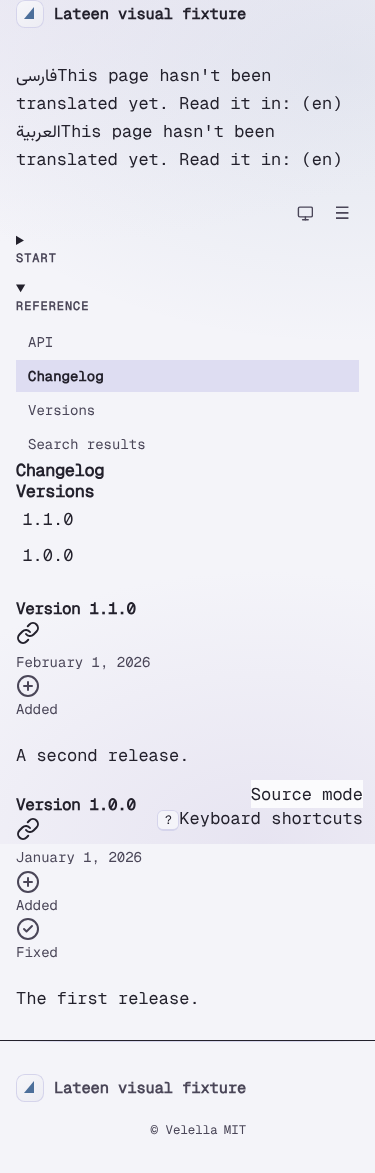 Lateen visual fixture
فارسیThis page hasn't been
translated yet. Read it in: (en)
العربيةThis page hasn't been
translated yet. Read it in: (en)
START
REFERENCE
API
Changelog
Versions
Search results
Changelog
Versions
1.1.0
1.0.0
Version 1.1.0
February 1, 2026
Added
A second release.
Source mode
Version 1.0.0
? Keyboard shortcuts
January 1, 2026
Added
Fixed
The first release.
Lateen visual fixture
© Velella MIT